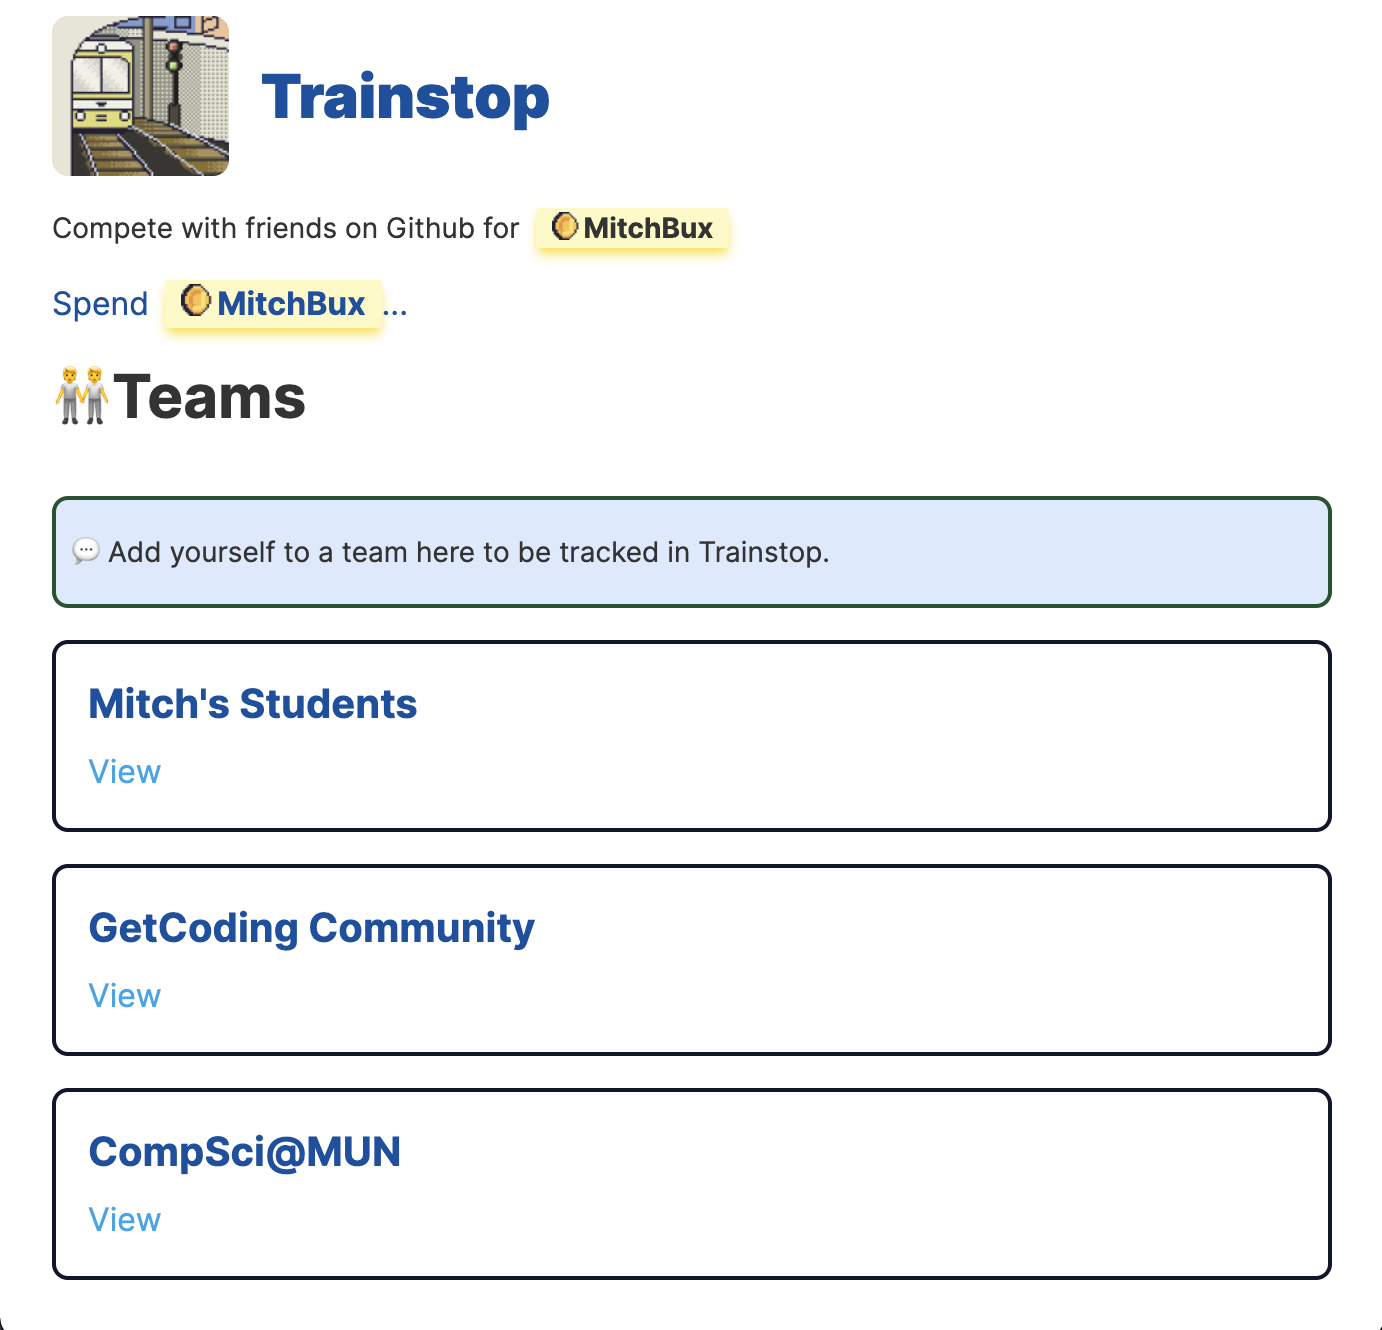 Trainstop
Compete with friends on Github for MitchBux
Spend MitchBux...
Teams
Add yourself to a team here to be tracked in Trainstop.
Mitch's Students
View
GetCoding Community
View
CompSci@MUN
View